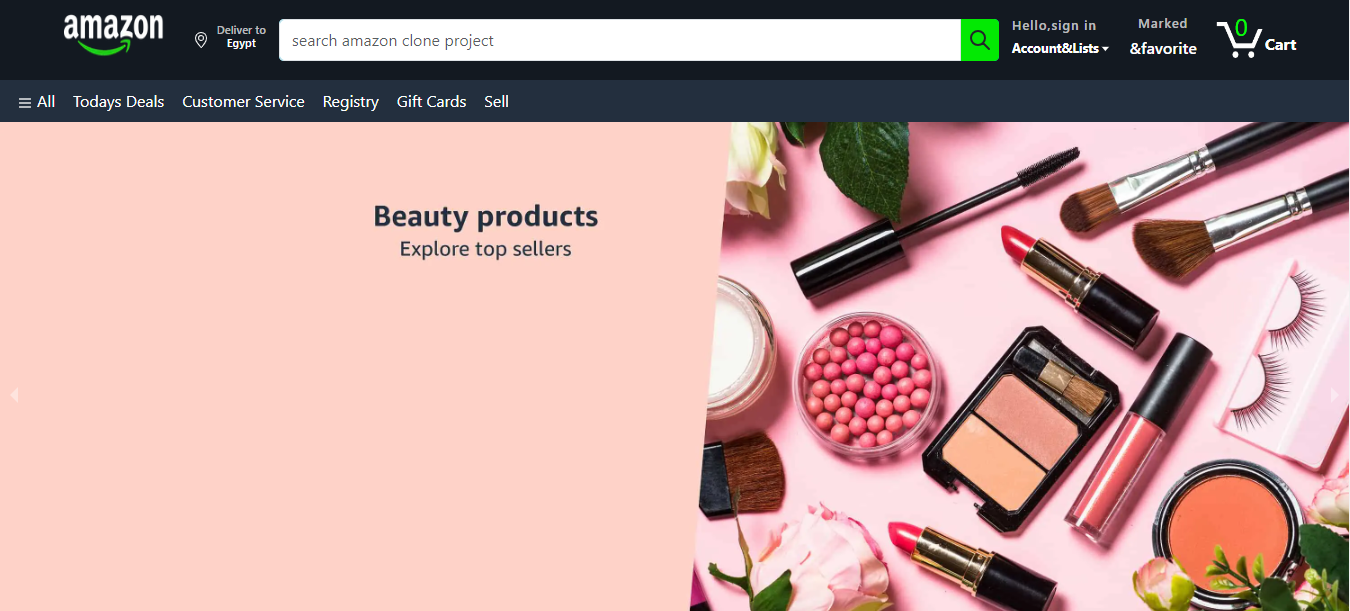 amazon
Deliver to
Egypt
search amazon clone project
Hello,sign in
Account&Lists
Marked
&favorite
0
Cart
All
Todays Deals
Customer Service
Registry
Gift Cards
Sell
Beauty products
Explore top sellers